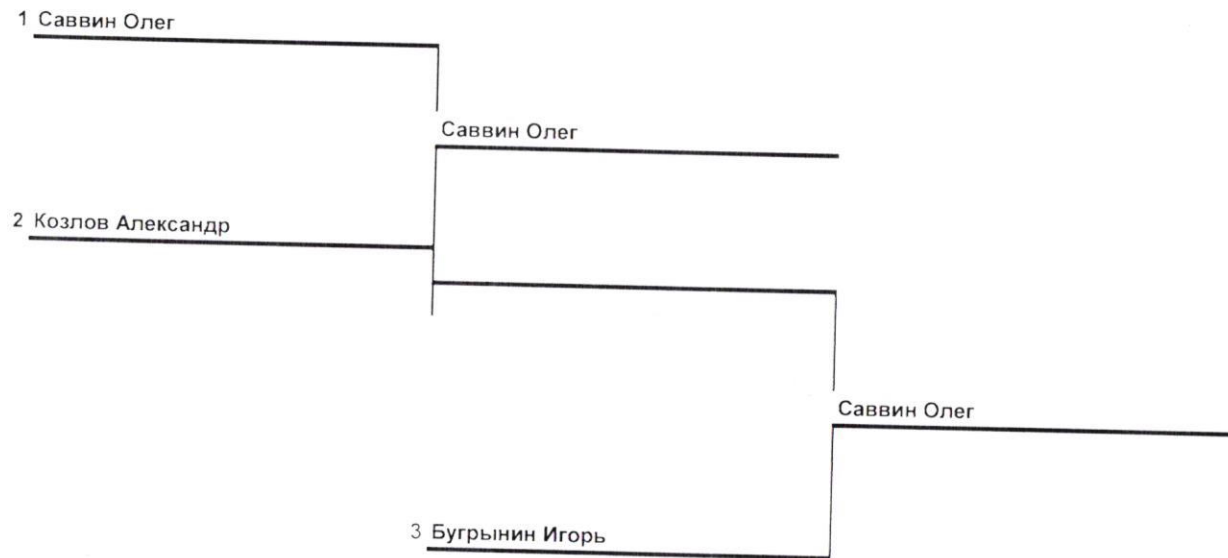 1 Саввин Олег
Саввин Олег
2 Козлов Александр
Саввин Олег
3 Бугрынин Игорь